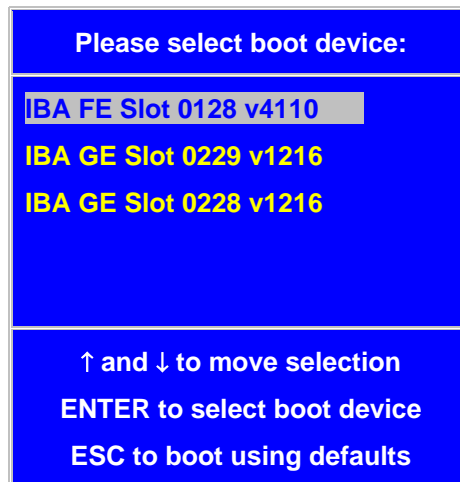 Please select boot device:
IBA FE Slot 0128 v4110
IBA GE Slot 0229 v1216
IBA GE Slot 0228 v1216
↑ and ↓ to move selection
ENTER to select boot device
ESC to boot using defaults